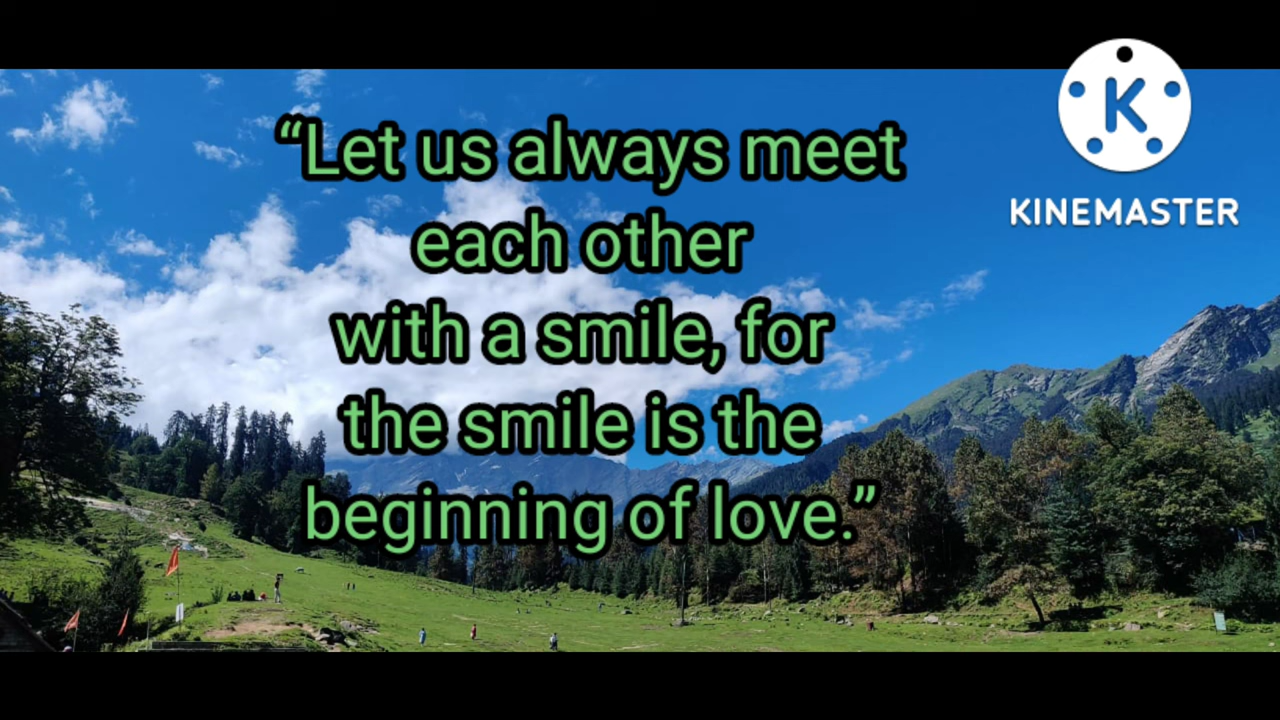 “Let us always meet
each other
with a smile, for
the smile is the
beginning of love.”
K
KINEMASTER